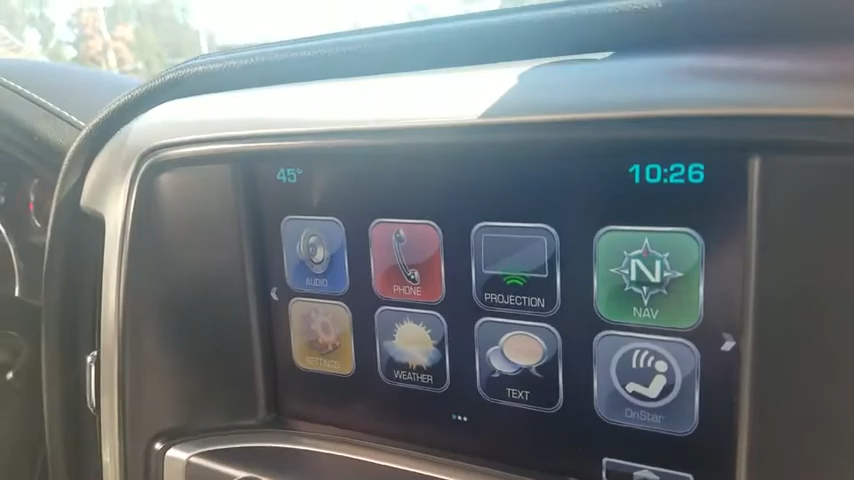 45°
10:26
AUDIO
PHONE
PROJECTION
N
NAV
SETTINGS
WEATHER
TEXT
OnStar